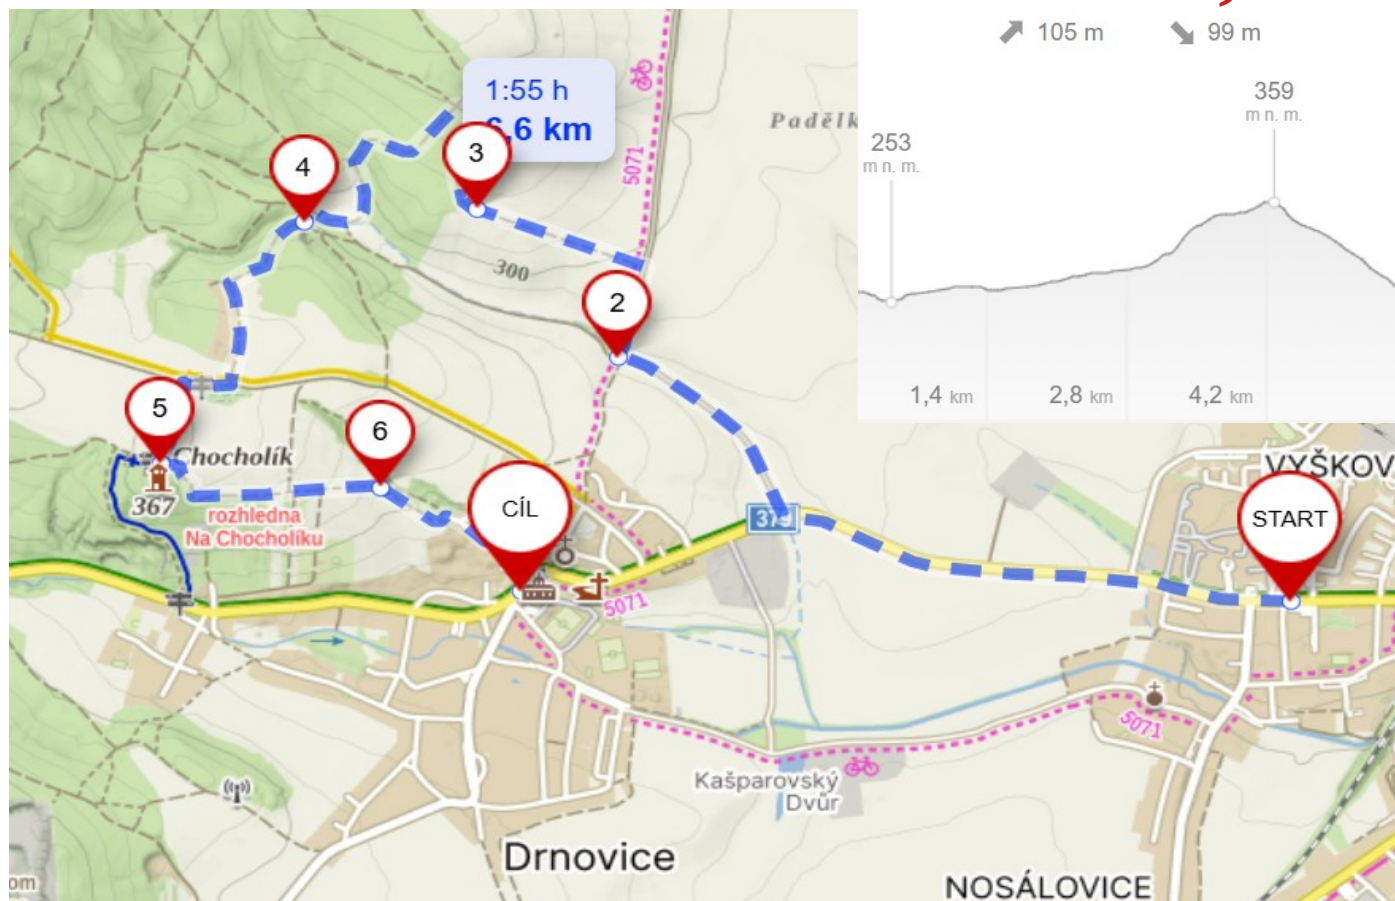 105 m
99 m
359
m n. m.
253
m n. m.
1,4 km
2,8 km
4,2 km
1:55 h
6,6 km
3
4
5071
300
2
5
Chocholík
367
6
rozhledna
Na Chocholíku
CÍL
379
VYŠKOV
START
5071
5071
Kašparovský
Dvůr
Drnovice
NOSÁLOVICE